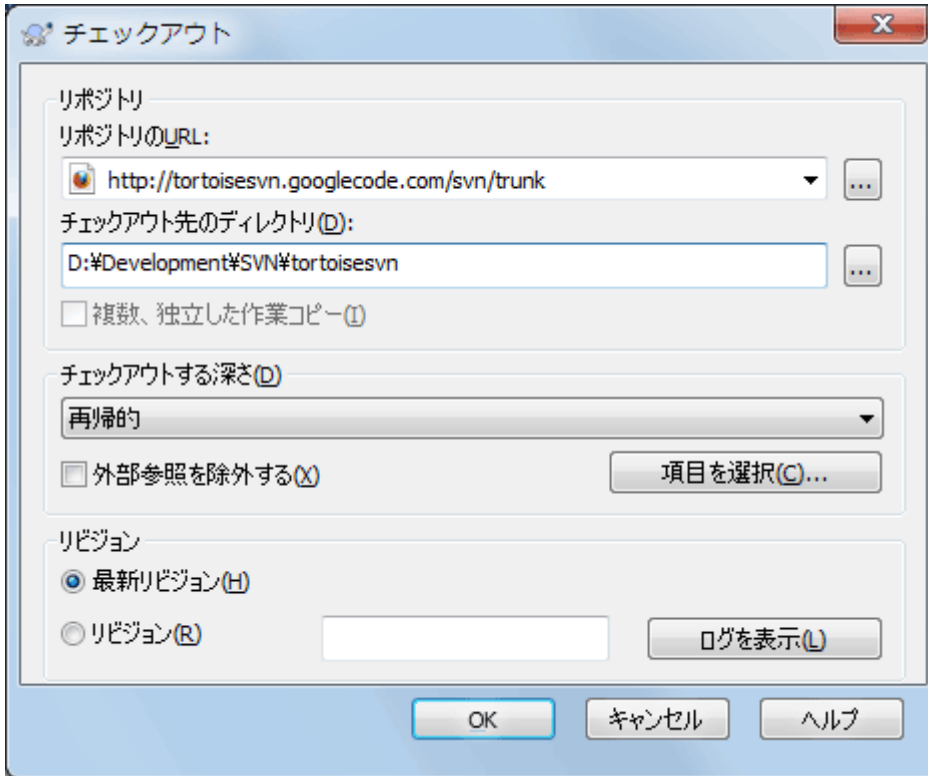 チェックアウト
リポジトリ
リポジトリのURL:
http://tortoisesvn.googlecode.com/svn/trunk
...
チェックアウト先のディレクトリ(D):
D:¥Development¥SVN¥tortoisesvn
...
複数、独立した作業コピー(I)
チェックアウトする深さ(D)
再帰的
外部参照を除外する(X)
項目を選択(C)...
リビジョン
最新リビジョン(H)
リビジョン(R)
ログを表示(L)
OK
キャンセル
ヘルプ